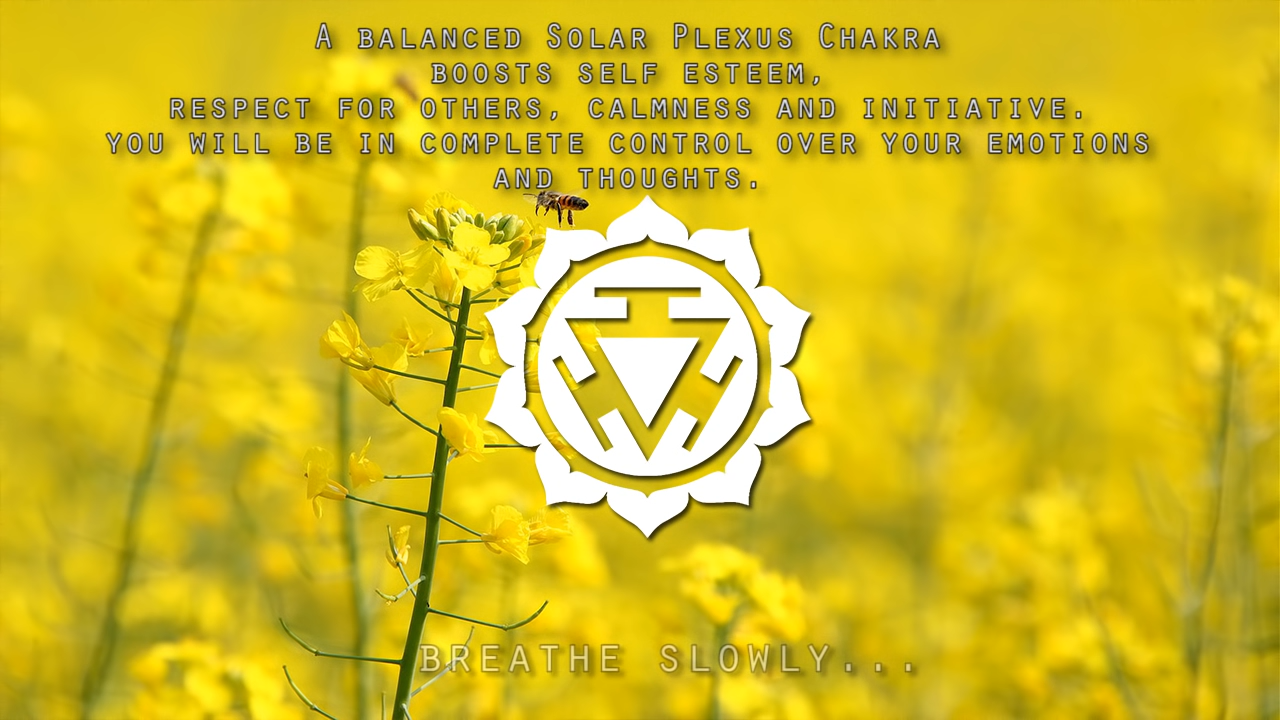 A balanced Solar Plexus Chakra
boosts self esteem,
respect for others, calmness and initiative.
you will be in complete control over your emotions
and thoughts.
Breathe slowly...